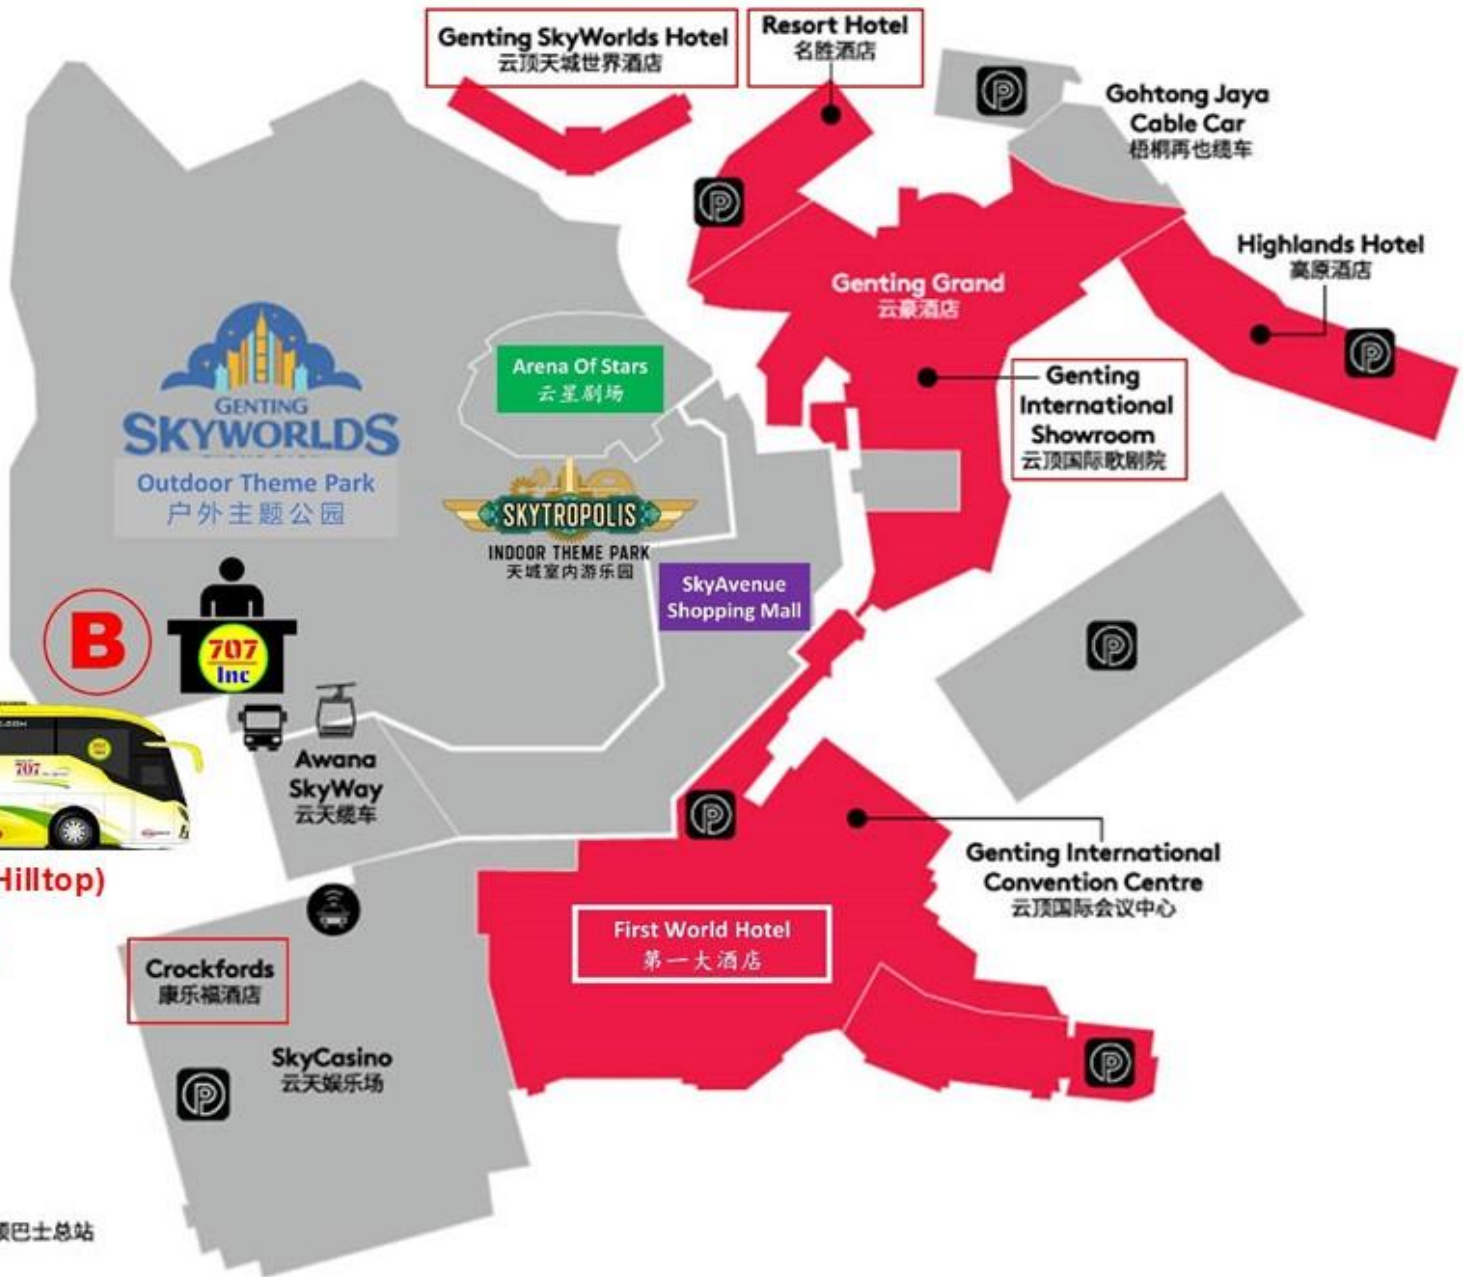 Genting SkyWorlds Hotel
云顶天城世界酒店
Resort Hotel
名胜酒店
Gohtong Jaya
Cable Car
梧桐再也缆车
Highlands Hotel
高原酒店
Genting Grand
云豪酒店
GENTING
SKYWORLDS
Outdoor Theme Park
户外主题公园
Arena Of Stars
云星剧场
Genting
International
Showroom
云顶国际歌剧院
SKYTROPOLIS
INDOOR THEME PARK
天城室内游乐园
SkyAvenue
Shopping Mall
B
707
Inc
707
Awana
SkyWay
云天缆车
Hilltop)
Genting International
Convention Centre
云顶国际会议中心
First World Hotel
第一大酒店
Crockfords
康乐福酒店
SkyCasino
云天娱乐场
巴士总站